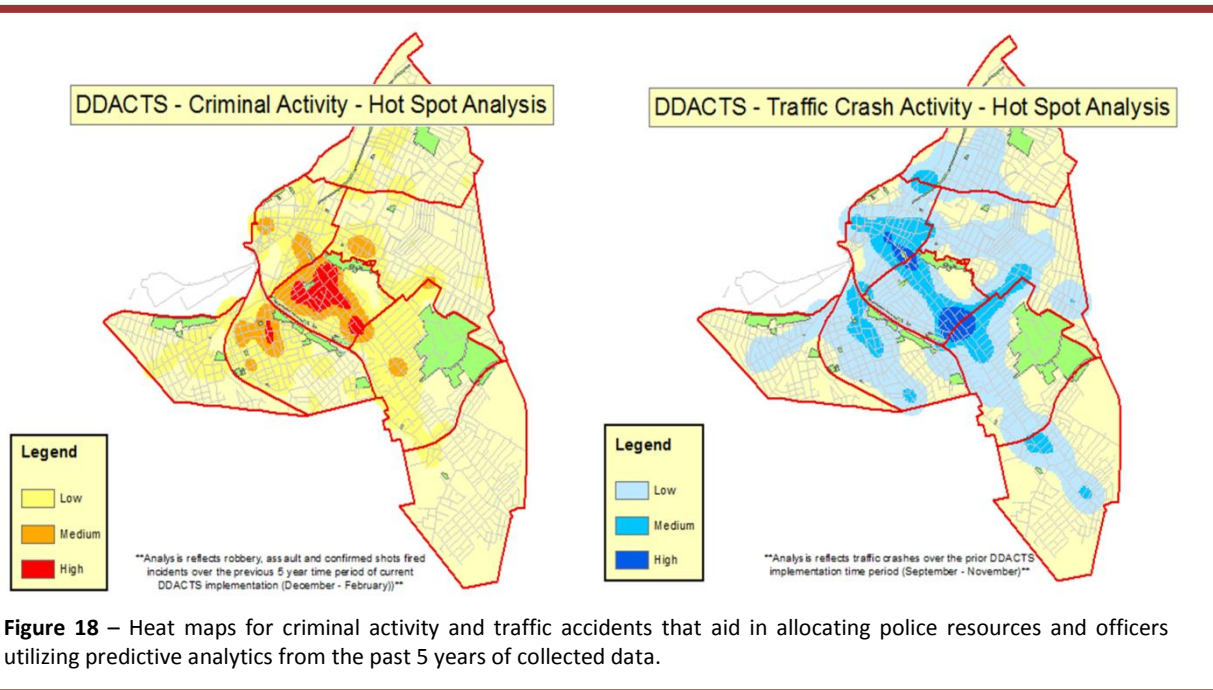 DDACTS - Criminal Activity - Hot Spot Analysis
Legend
Low
Medium
High
**Analysis reflects robbery, assault and confirmed shots fired
incidents over the previous 5 year time period of current
DDACTS implementation (December - February))**
DDACTS - Traffic Crash Activity - Hot Spot Analysis
Legend
Low
Medium
High
**Analysis reflects traffic crashes over the prior DDACTS
implementation time period (September - November)**
Figure 18 – Heat maps for criminal activity and traffic accidents that aid in allocating police resources and officers
utilizing predictive analytics from the past 5 years of collected data.